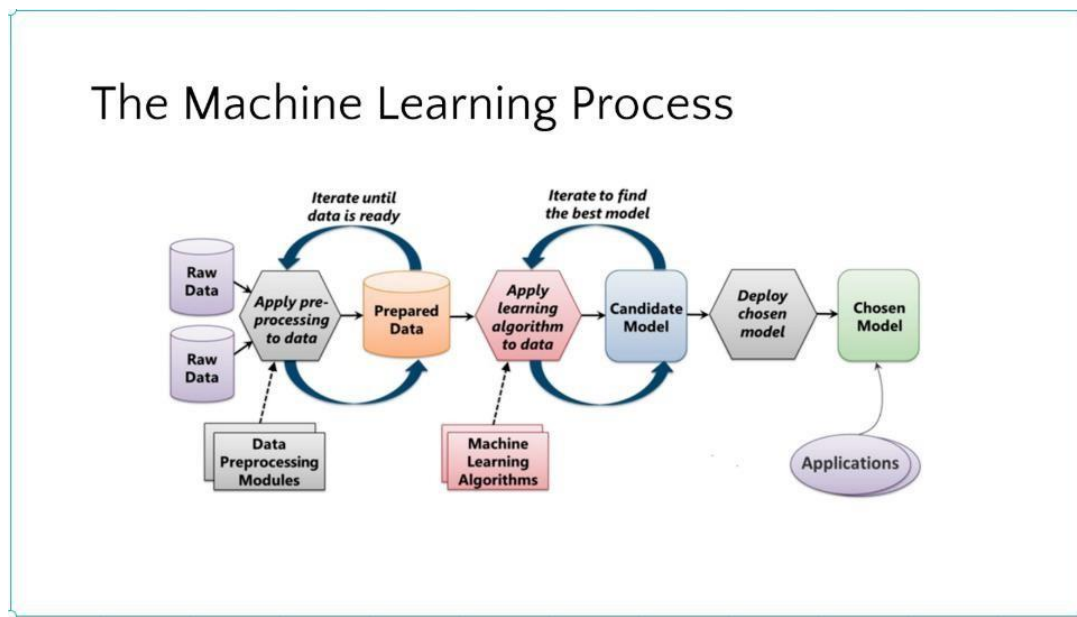 The Machine Learning Process
Iterate until
data is ready
Iterate to find
the best model
Raw
Data
Raw
Data
Apply pre-
processing
to data
Prepared
Data
Apply
learning
algorithm
to data
Candidate
Model
Deploy
chosen
model
Chosen
Model
Data
Preprocessing
Modules
Machine
Learning
Algorithms
Applications